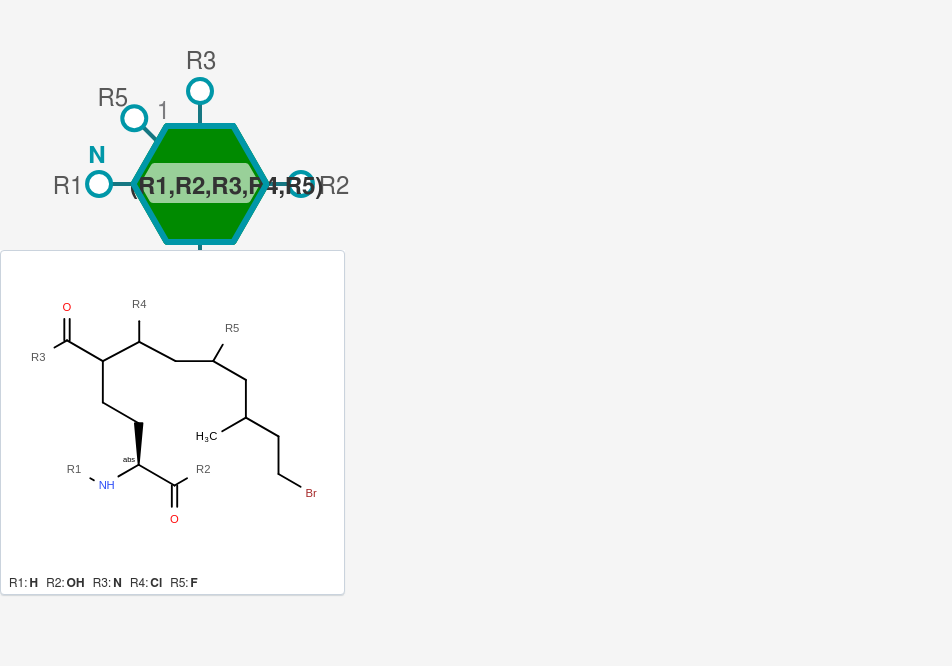 R3
R5
1
N
R1
(R1,R2,R3,R4,R5)
R2
O
R4
R5
R3
H₃C
abs
R1
NH
R2
Br
O
R1: H R2: OH R3: N R4: Cl R5: F